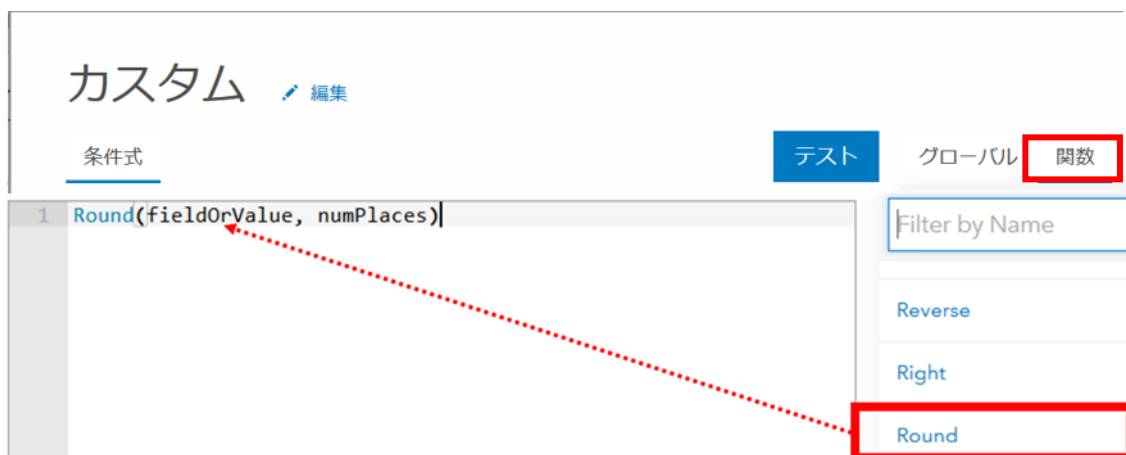 カスタム 編集
条件式 テスト グローバル 関数
1 Round(fieldOrValue, numPlaces)
Filter by Name
Reverse
Right
Round